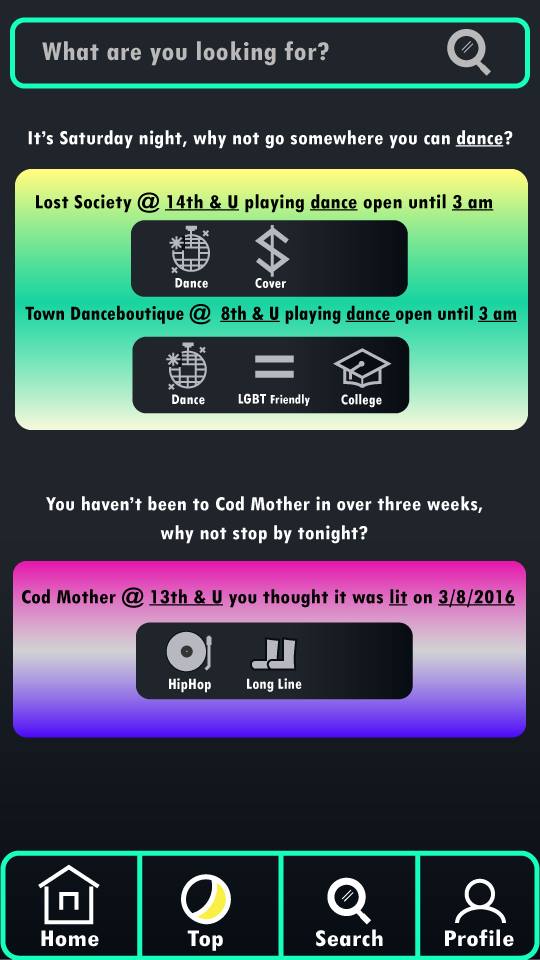 What are you looking for?
It's Saturday night, why not go somewhere you can dance?
Lost Society @ 14th & U playing dance open until 3 am
Dance Cover
Town Danceboutique @ 8th & U playing dance open until 3 am
Dance LGBT Friendly College
You haven't been to Cod Mother in over three weeks,
why not stop by tonight?
Cod Mother @ 13th & U you thought it was lit on 3/8/2016
HipHop Long Line
Home Top Search Profile